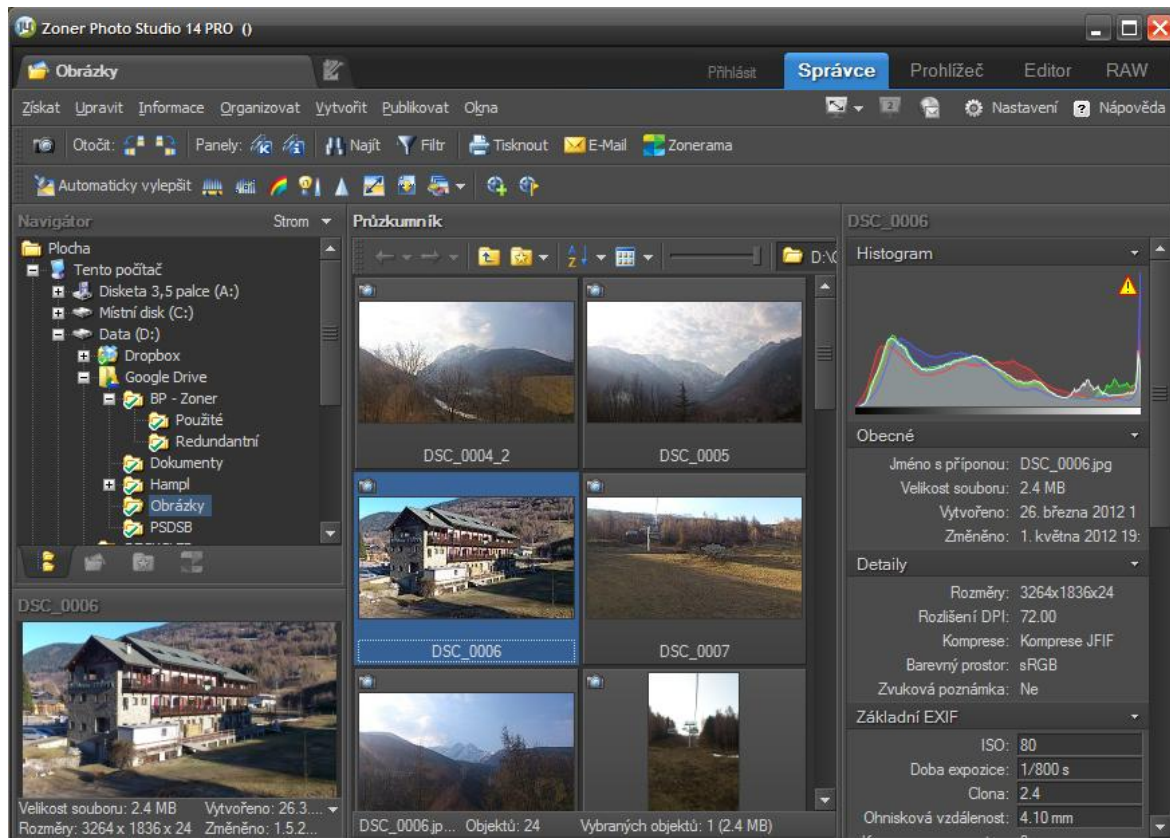 Zoner Photo Studio 14 PRO ()
Obrázky
Přihlásit Správce Prohlížeč Editor RAW
Získat Upravit Informace Organizovat Vytvořit Publikovat Okna
2 Nastavení ? Nápověda
Otočit: Panely: K i Najít Filtr Tisknout E-Mail Zonerama
Automaticky vylepšit
Navigátor Strom
Plocha
Tento počítač
Disketa 3,5 palce (A:)
Místní disk (C:)
Data (D:)
Dropbox
Google Drive
BP - Zoner
Použité
Redundantní
Dokumenty
Hampl
Obrázky
PSDSB
DSC_0006
Velikost souboru: 2.4 MB Vytvořeno: 26.3....
Rozměry: 3264 x 1836 x 24 Změněno: 1.5.2...
Průzkumník
A Z D:\
DSC_0004_2 DSC_0005
DSC_0006 DSC_0007
DSC_0006.jp... Objektů: 24 Vybraných objektů: 1 (2.4 MB)
DSC_0006
Histogram
Obecné
Jméno s příponou: DSC_0006.jpg
Velikost souboru: 2.4 MB
Vytvořeno: 26. března 2012 1
Změněno: 1. května 2012 19:
Detaily
Rozměry: 3264x1836x24
Rozlišení DPI: 72.00
Komprese: Komprese JFIF
Barevný prostor: sRGB
Zvuková poznámka: Ne
Základní EXIF
ISO: 80
Doba expozice: 1/800 s
Clona: 2.4
Ohnisková vzdálenost: 4.10 mm